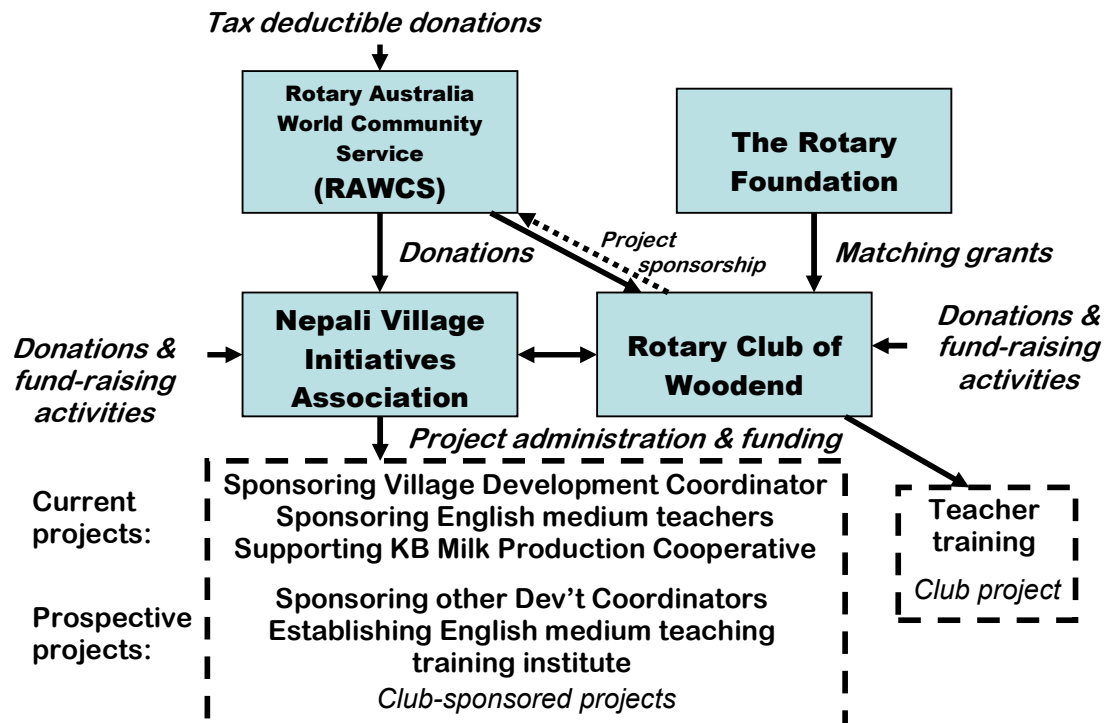 Tax deductible donations
Rotary Australia
World Community
Service
(RAWCS)
The Rotary
Foundation
Donations
Project
sponsorship
Matching grants
Donations &
fund-raising
activities
Nepali Village
Initiatives
Association
Rotary Club of
Woodend
Donations &
fund-raising
activities
Project administration & funding
Current
projects:
Sponsoring Village Development Coordinator
Sponsoring English medium teachers
Supporting KB Milk Production Cooperative
Teacher
training
Club project
Prospective
projects:
Sponsoring other Dev’t Coordinators
Establishing English medium teaching
training institute
Club-sponsored projects